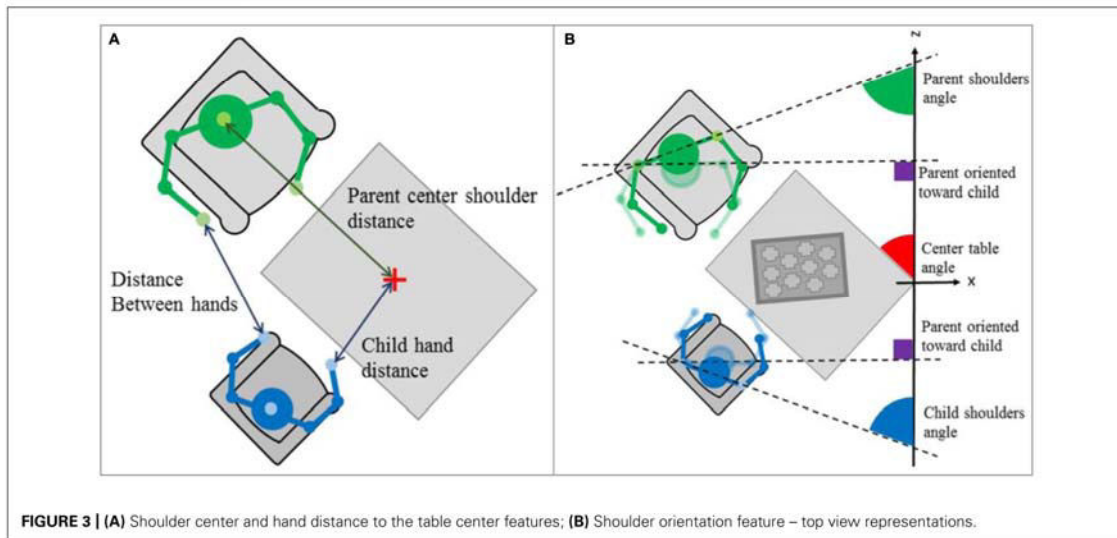 A
Parent center shoulder
distance
Distance
Between hands
Child hand
distance
B
z
Parent shoulders
angle
Parent oriented
toward child
Center table
angle
x
Parent oriented
toward child
Child shoulders
angle
FIGURE 3 | (A) Shoulder center and hand distance to the table center features; (B) Shoulder orientation feature – top view representations.